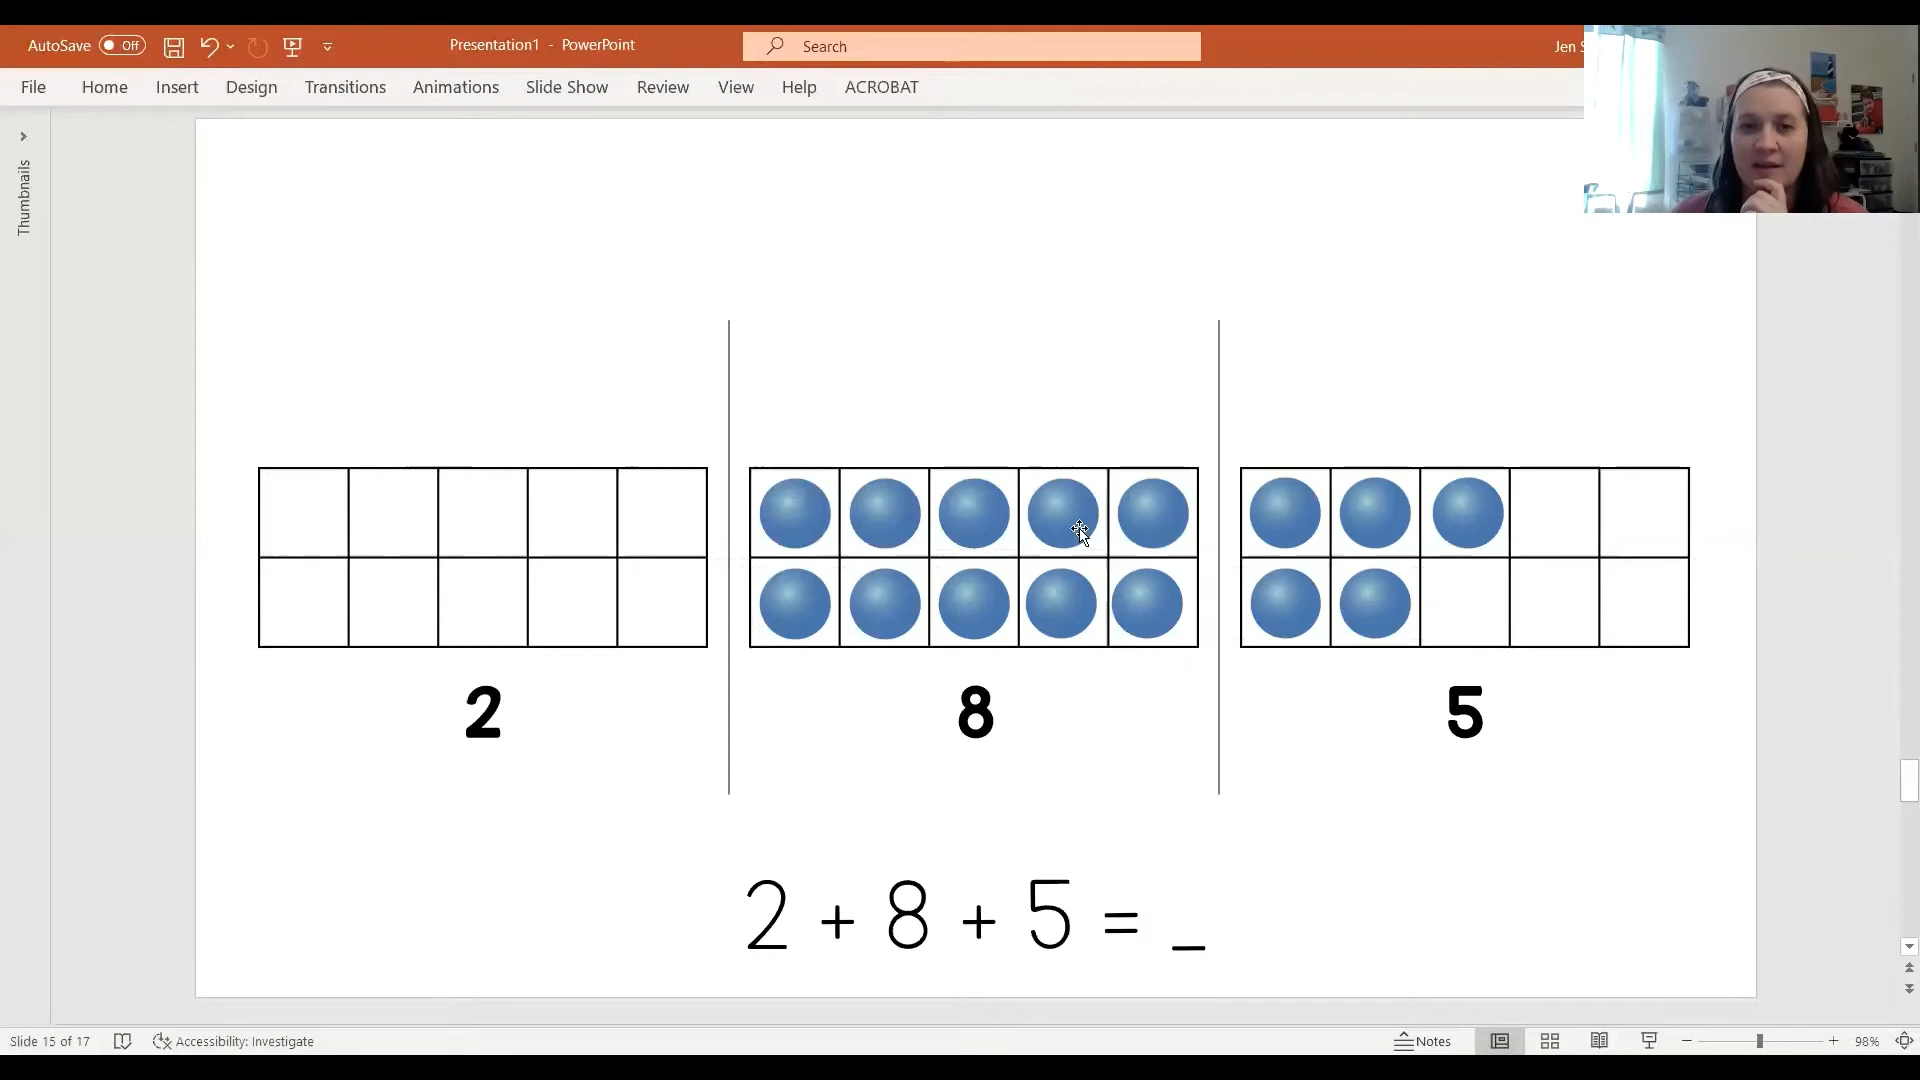 AutoSave Off Presentation1 - PowerPoint Search Jen S
File Home Insert Design Transitions Animations Slide Show Review View Help ACROBAT
Thumbnails
2 8 5
2 + 8 + 5 = _
Slide 15 of 17 Accessibility: Investigate Notes 98%